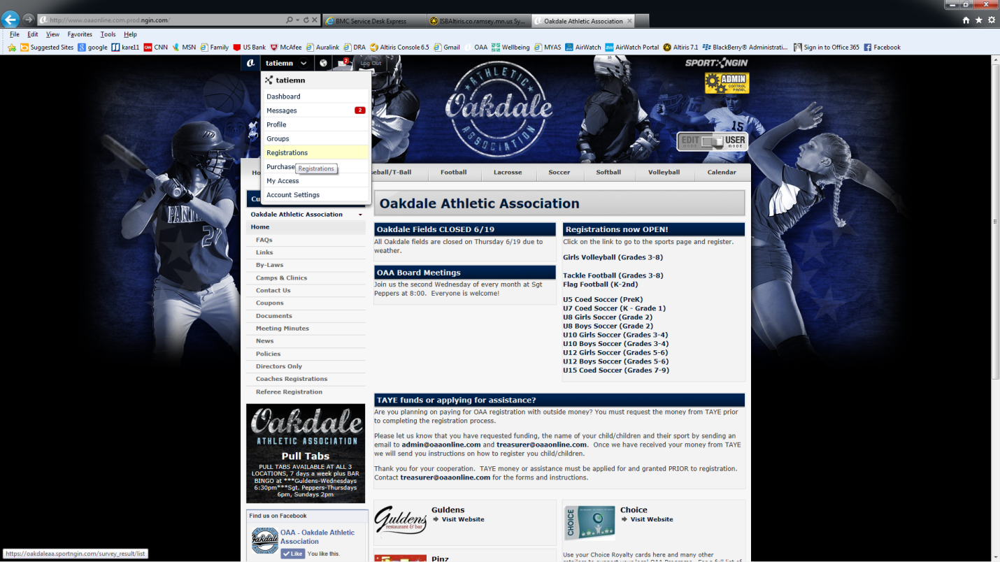 http://www.oaaonline.com.prod.ngin.com/
BMC Service Desk Express
ISBAltiris.co.ramsey.mn.us Sy...
Oakdale Athletic Association
File Edit View Favorites Tools Help
Suggested Sites google kare11 CNN MSN Family US Bank McAfee Auralink DRA Altiris Console 6.5 Gmail OAA Wellbeing MYAS AirWatch AirWatch Portal Altiris 7.1 BlackBerry® Administrati... Sign in to Office 365 Facebook
a tatiemn 2 Log Out
SPORT NGIN
ADMIN
CONTROL
PANEL
ATHLETIC
Oakdale
ASSOCIATION
15
EDIT MODE USER MODE
PAN
27
tatiemn
Dashboard
Messages 2
Profile
Groups
Registrations
Purchase
Registrations
My Access
Account Settings
Ho
seball/T-Ball Football Lacrosse Soccer Softball Volleyball Calendar
Cu
Oakdale Athletic Association
Home
FAQs
Links
By-Laws
Camps & Clinics
Contact Us
Coupons
Documents
Meeting Minutes
News
Policies
Directors Only
Coaches Registrations
Referee Registration
Oakdale
ATHLETIC ASSOCIATION
Pull Tabs
PULL TABS AVAILABLE AT ALL 3
LOCATIONS, 7 days a week plus BAR
BINGO at ***Guldens-Wednesdays
6:30pm***Sgt. Peppers-Thursdays
6pm, Sundays 2pm
Find us on Facebook
Oakdale
OAA - Oakdale Athletic
Association
Like You like this.
Oakdale Athletic Association
Oakdale Fields CLOSED 6/19
All Oakdale fields are closed on Thursday 6/19 due to
weather.
OAA Board Meetings
Join us the second Wednesday of every month at Sgt
Peppers at 8:00. Everyone is welcome!
Registrations now OPEN!
Click on the link to go to the sports page and register.
Girls Volleyball (Grades 3-8)
Tackle Football (Grades 3-8)
Flag Football (K-2nd)
U5 Coed Soccer (PreK)
U7 Coed Soccer (K - Grade 1)
U8 Girls Soccer (Grade 2)
U8 Boys Soccer (Grade 2)
U10 Girls Soccer (Grades 3-4)
U10 Boys Soccer (Grades 3-4)
U12 Girls Soccer (Grades 5-6)
U12 Boys Soccer (Grades 5-6)
U15 Coed Soccer (Grades 7-9)
TAYE funds or applying for assistance?
Are you planning on paying for OAA registration with outside money? You must request the money from TAYE prior
to completing the registration process.
Please let us know that you have requested funding, the name of your child/children and their sport by sending an
email to admin@oaaonline.com and treasurer@oaaonline.com. Once we have received your money from TAYE
we will send you instructions on how to register you child/children.
Thank you for your cooperation. TAYE money or assistance must be applied for and granted PRIOR to registration.
Contact treasurer@oaaonline.com for the forms and instructions.
Guldens
restaurant & bar
Guldens
Visit Website
Pinz
CHOICE
Choice
Visit Website
Use your Choice Royalty cards here and many other
https://oakdaleaa.sportngin.com/survey_result/list